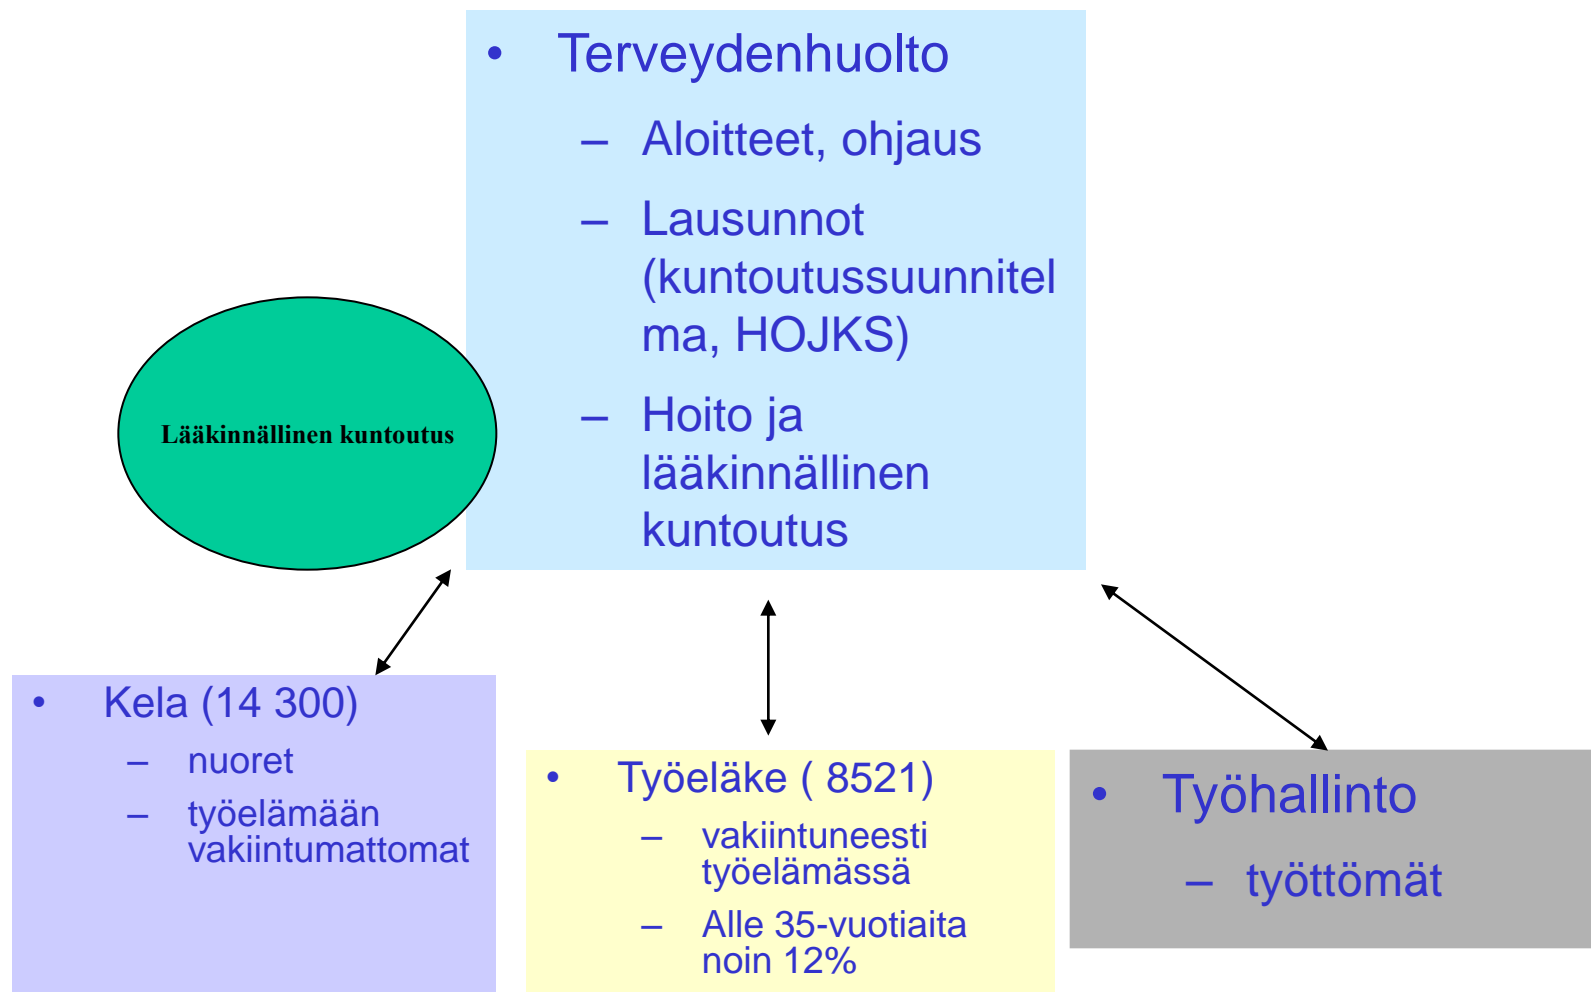 • Terveydenhuolto
– Aloitteet, ohjaus
– Lausunnot
(kuntoutussuunnitel
ma, HOJKS)
– Hoito ja
lääkinnällinen
kuntoutus
Lääkinnällinen kuntoutus
• Kela (14 300)
– nuoret
– työelämään
vakiintumattomat
• Työeläke ( 8521)
– vakiintuneesti
työelämässä
– Alle 35-vuotiaita
noin 12%
• Työhallinto
– työttömät